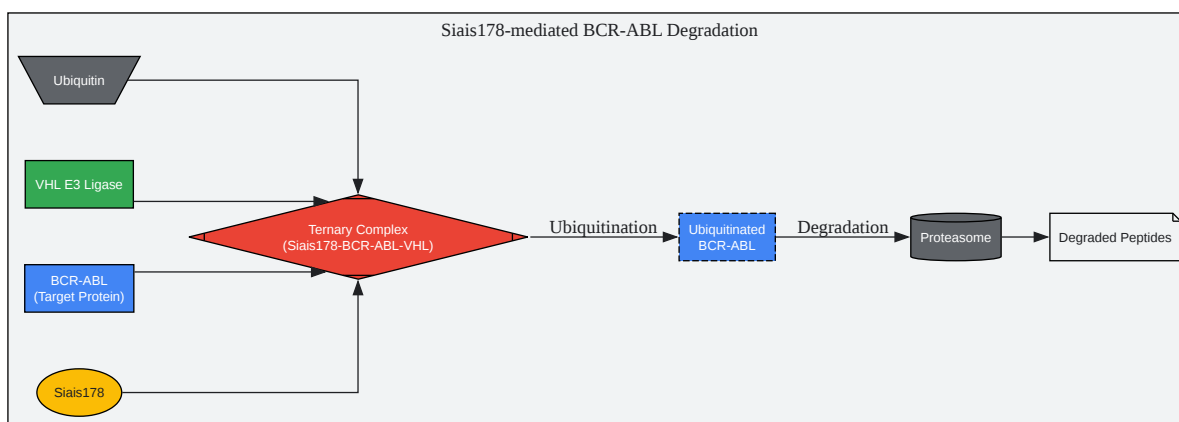 Siais178-mediated BCR-ABL Degradation
Ubiquitin
VHL E3 Ligase
BCR-ABL
(Target Protein)
Siais178
Ternary Complex
(Siais178-BCR-ABL-VHL)
Ubiquitination
Ubiquitinated
BCR-ABL
Degradation
Proteasome
Degraded Peptides